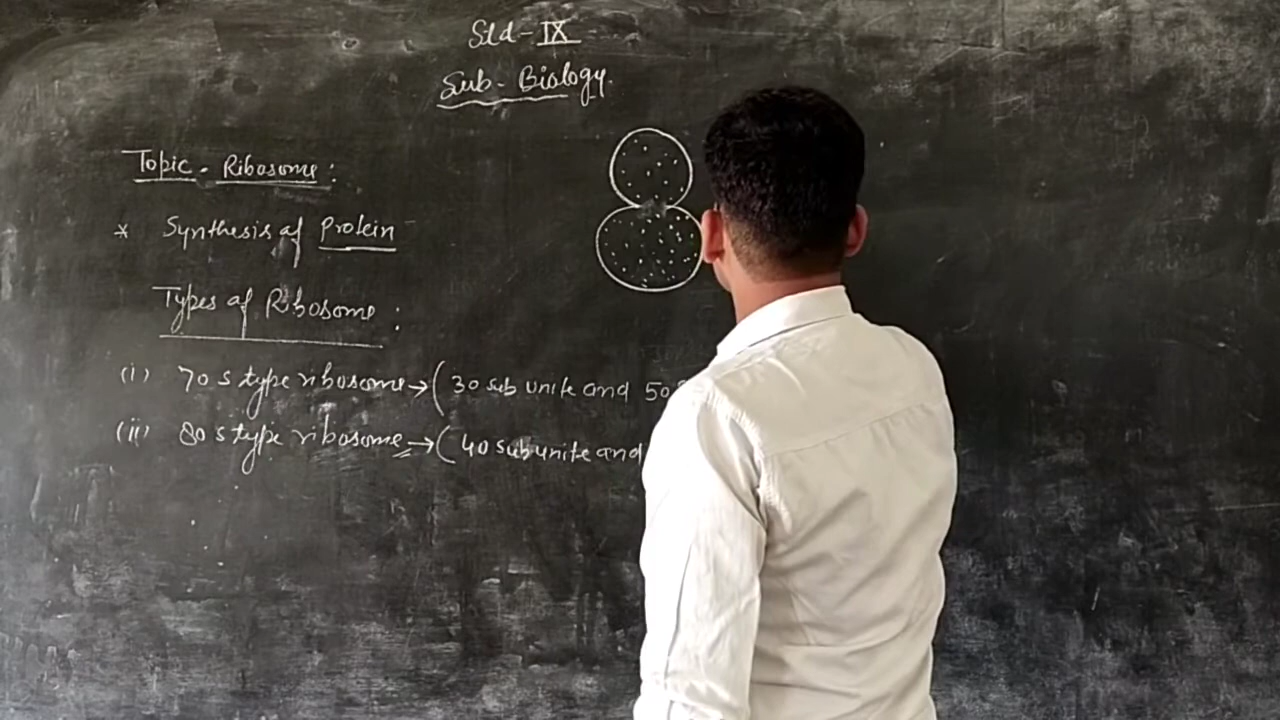 Std - IX
Sub - Biology.
Topic - Ribosome :
* Synthesis of Protein
Types of Ribosome :
(i) 70 s type ribosome → ( 30 sub unite and 50
(ii) 80 s type ribosome → ( 40 sub unite and